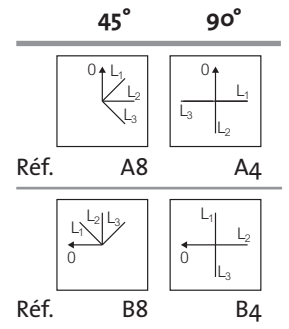 45° 90°
0 L1 0
L2 L1
L3 L3
L2
Réf. A8 A4
L2 L3 L1
L1 L2
0 0
L3
Réf. B8 B4